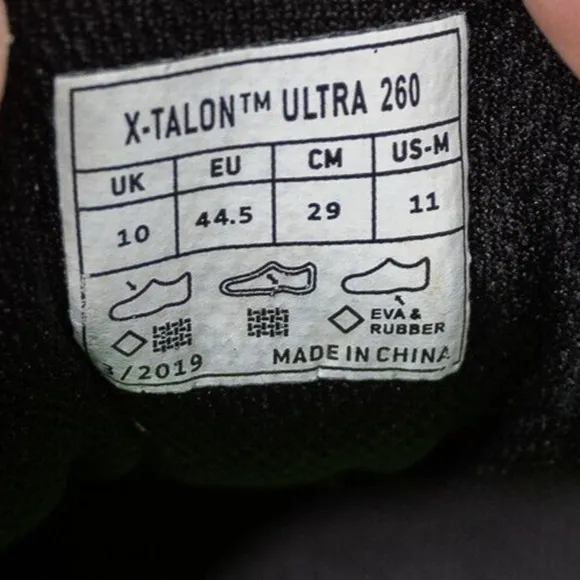 X-TALON™ ULTRA 260
UK EU CM US-M
10 44.5 29 11
EVA &
RUBBER
/2019 MADE IN CHINA